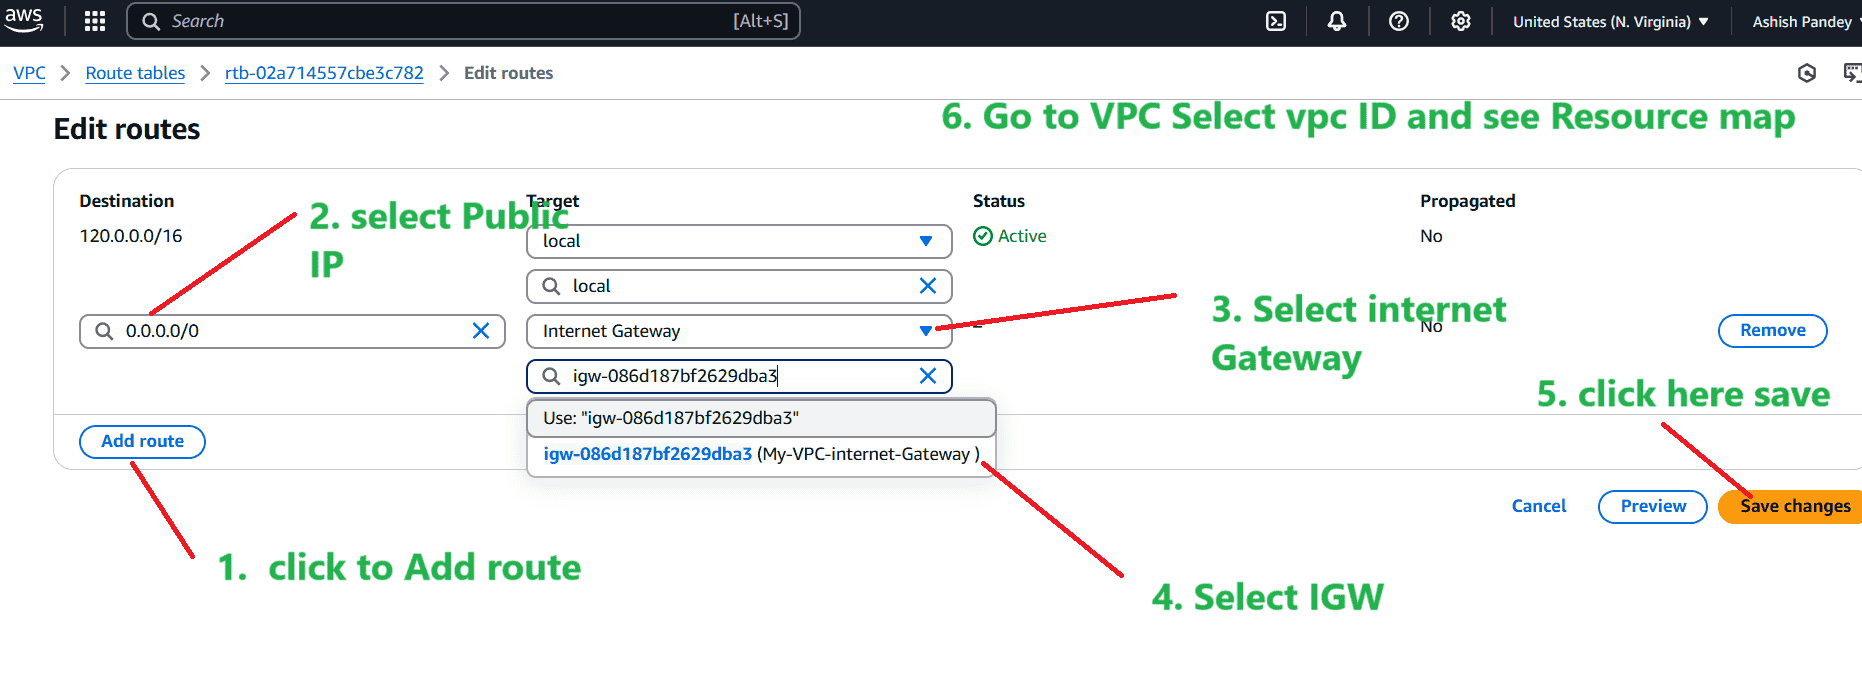 aws
Search
[Alt+S]
United States (N. Virginia)
Ashish Pandey
VPC > Route tables > rtb-02a714557cbe3c782 > Edit routes
6. Go to VPC Select vpc ID and see Resource map
Edit routes
Destination
Target
Status
Propagated
2. select Public
IP
120.0.0.0/16
local
Active
No
local
0.0.0.0/0
Internet Gateway
–
No
Remove
3. Select internet
Gateway
igw-086d187bf2629dba3
5. click here save
Use: "igw-086d187bf2629dba3"
Add route
igw-086d187bf2629dba3 (My-VPC-internet-Gateway )
Cancel
Preview
Save changes
1. click to Add route
4. Select IGW